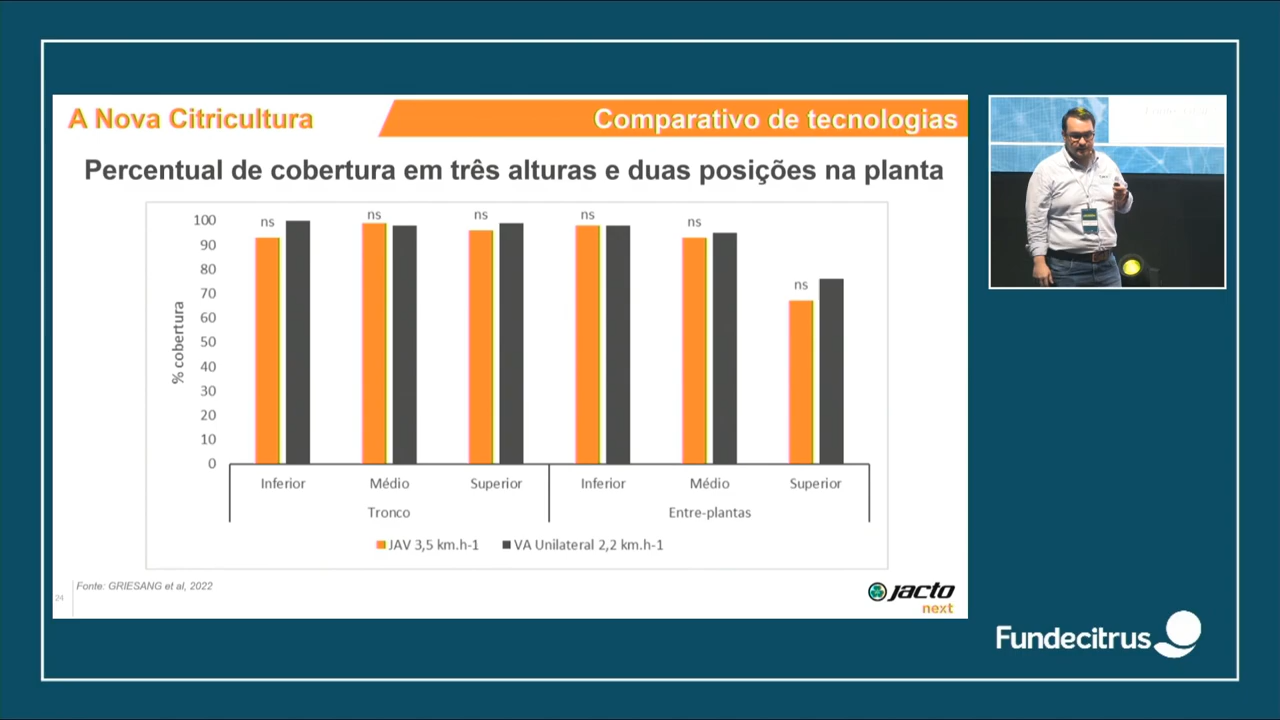 A Nova Citricultura
Comparativo de tecnologias
Percentual de cobertura em três alturas e duas posições na planta
% cobertura
100
90
80
70
60
50
40
30
20
10
0
ns
ns
ns
ns
ns
ns
Inferior Médio Superior Inferior Médio Superior
Tronco Entre-plantas
JAV 3,5 km.h-1 VA Unilateral 2,2 km.h-1
Fonte: GRIESANG et al, 2022
24
jacto
next
Fundecitrus